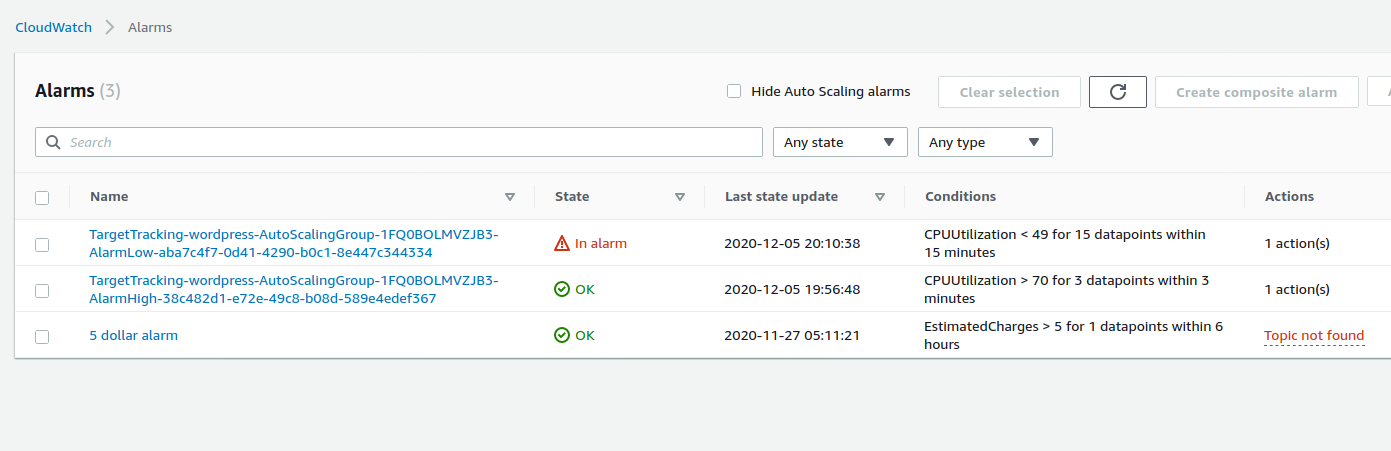 CloudWatch > Alarms
Alarms (3)
Hide Auto Scaling alarms
Clear selection
Create composite alarm
Search
Any state
Any type
Name
State
Last state update
Conditions
Actions
TargetTracking-wordpress-AutoScalingGroup-1FQ0BOLMVZJB3-
AlarmLow-aba7c4f7-0d41-4290-b0c1-8e447c344334
In alarm
2020-12-05 20:10:38
CPUUtilization < 49 for 15 datapoints within
15 minutes
1 action(s)
TargetTracking-wordpress-AutoScalingGroup-1FQ0BOLMVZJB3-
AlarmHigh-38c482d1-e72e-49c8-b08d-589e4edef367
OK
2020-12-05 19:56:48
CPUUtilization > 70 for 3 datapoints within 3
minutes
1 action(s)
5 dollar alarm
OK
2020-11-27 05:11:21
EstimatedCharges > 5 for 1 datapoints within 6
hours
Topic not found